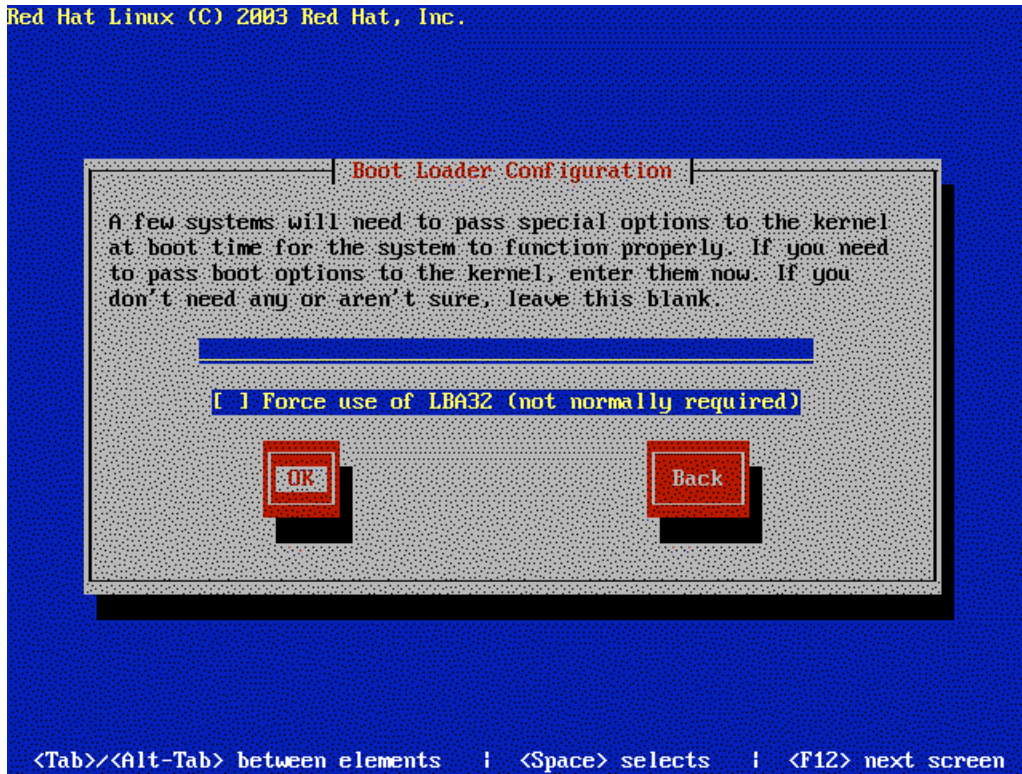 Red Hat Linux (C) 2003 Red Hat, Inc.
Boot Loader Configuration
A few systems will need to pass special options to the kernel
at boot time for the system to function properly. If you need
to pass boot options to the kernel, enter them now. If you
don't need any or aren't sure, leave this blank.
[ ] Force use of LBA32 (not normally required)
OK Back
<Tab>/<Alt-Tab> between elements | <Space> selects | <F12> next screen